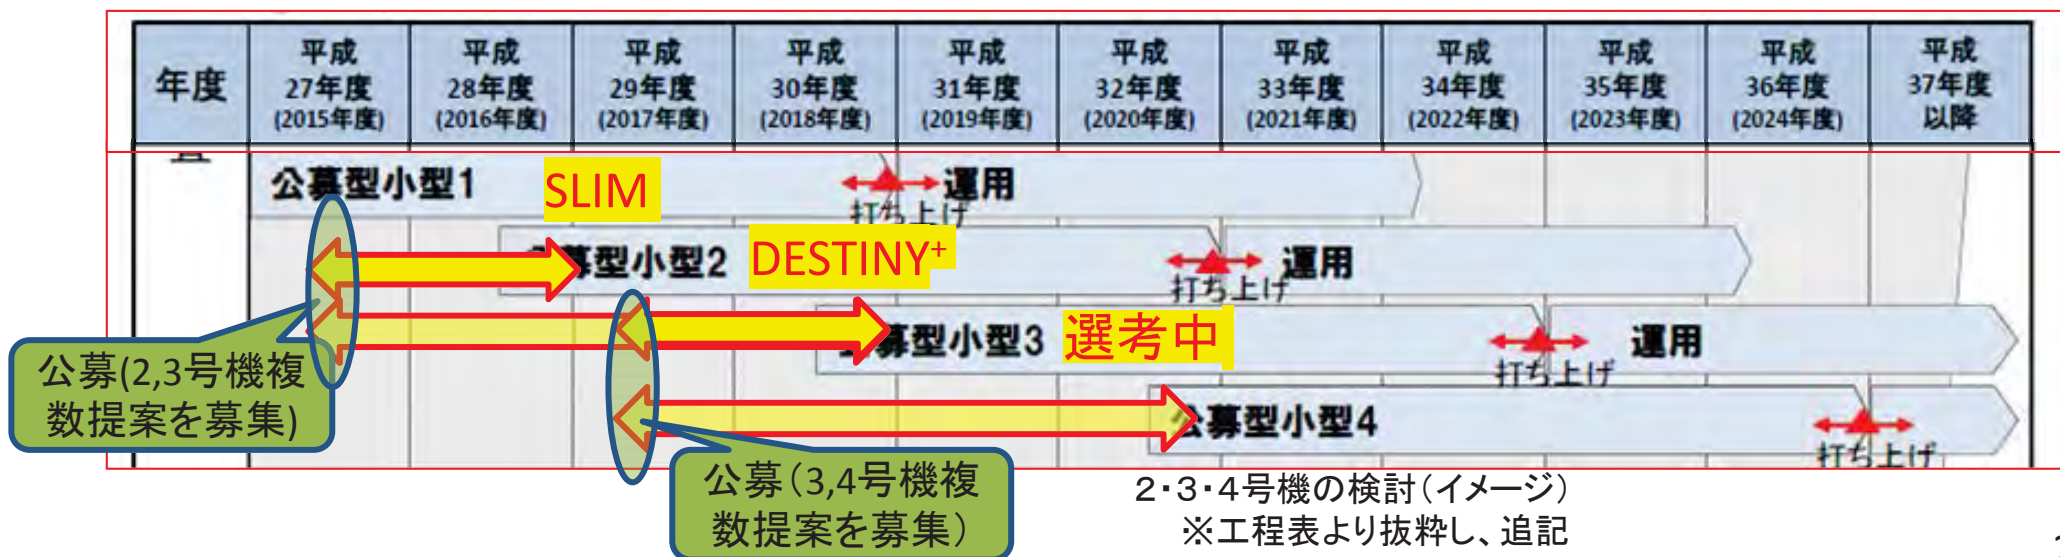 年度
平成
27年度
(2015年度)
平成
28年度
(2016年度)
平成
29年度
(2017年度)
平成
30年度
(2018年度)
平成
31年度
(2019年度)
平成
32年度
(2020年度)
平成
33年度
(2021年度)
平成
34年度
(2022年度)
平成
35年度
(2023年度)
平成
36年度
(2024年度)
平成
37年度
以降
公募型小型1
SLIM
運用
打ち上げ
募型小型2
DESTINY⁺
運用
打ち上げ
募型小型3
選考中
運用
打ち上げ
公募型小型4
打ち上げ
公募(2,3号機複
数提案を募集)
公募（3,4号機複
数提案を募集）
２・３・４号機の検討（イメージ）
※工程表より抜粋し、追記